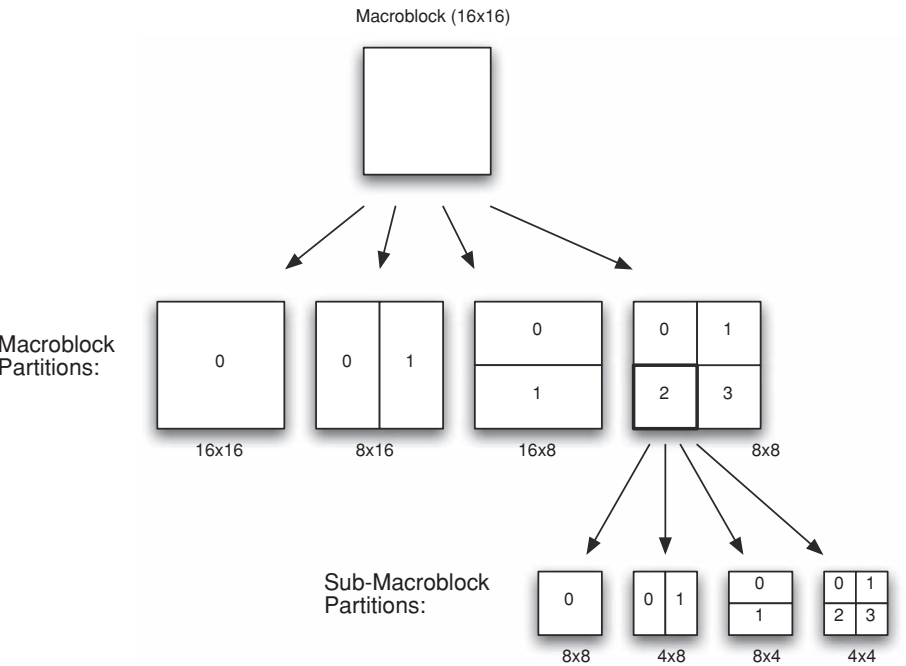 Macroblock (16x16)
0
0 1
0
1
0 1
2 3
Macroblock
Partitions:
16x16 8x16 16x8 8x8
Sub-Macroblock
Partitions:
0
0 1
0
1
0 1
2 3
8x8 4x8 8x4 4x4